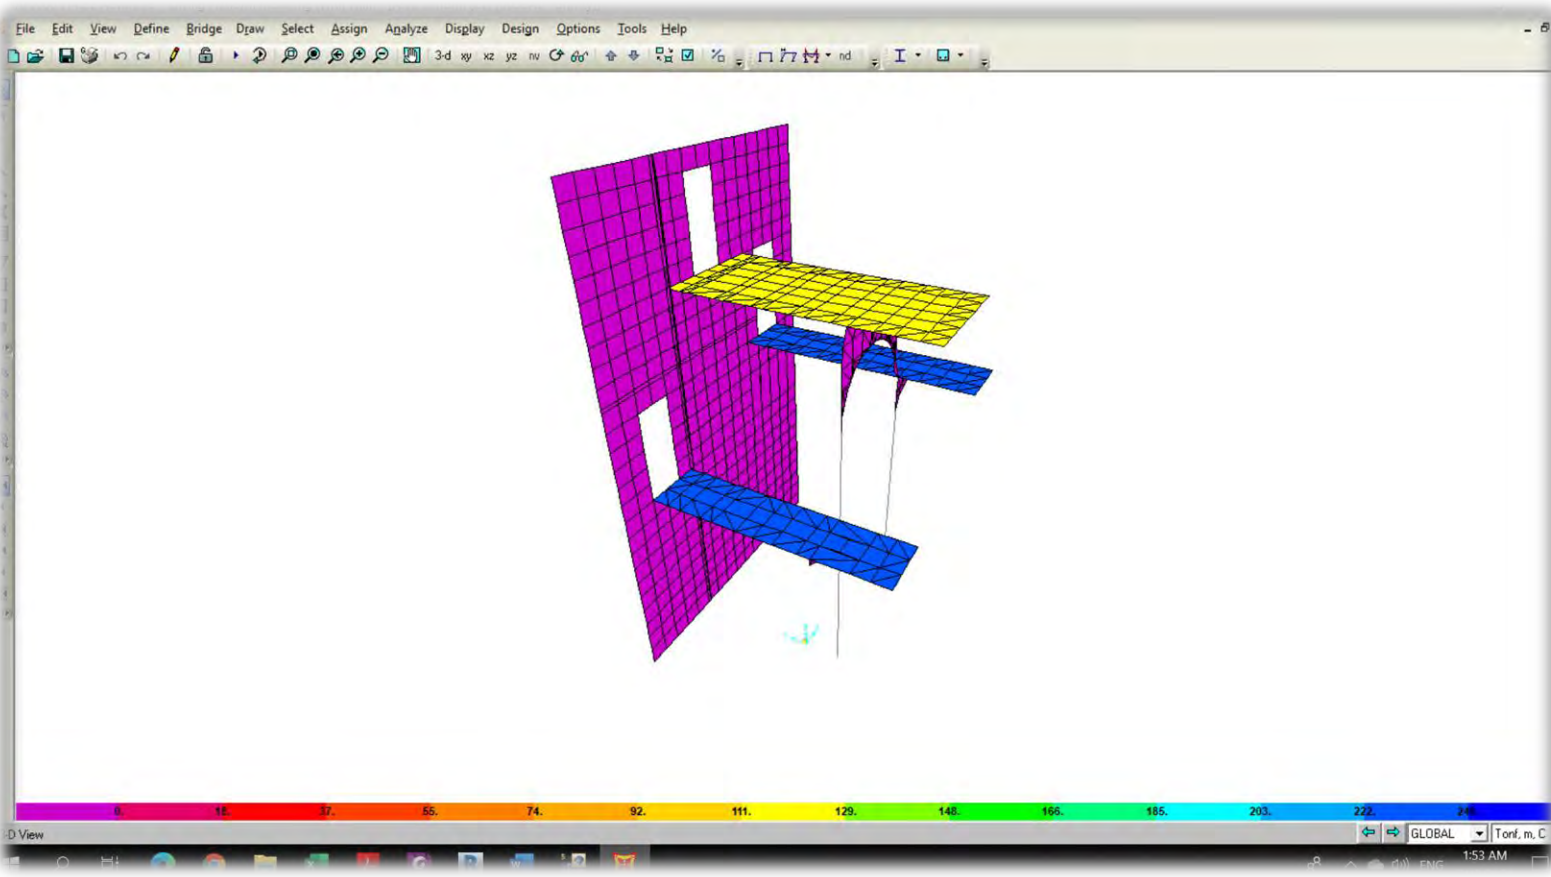 File Edit View Define Bridge Draw Select Assign Analyze Display Design Options Tools Help
3-d xy xz yz nv nd
0. 18. 37. 55. 74. 92. 111. 129. 148. 166. 185. 203. 222.
-D View GLOBAL Tonf, m, C
ENG 1:53 AM